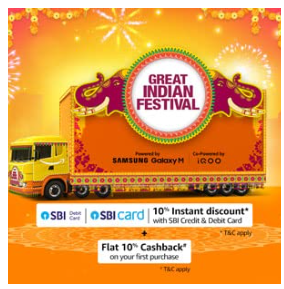 GREAT
INDIAN
FESTIVAL
Powered by
SAMSUNG Galaxy M
Co-Powered by
iQOO
SBI Debit Card
SBI card
10% Instant discount*
with SBI Credit & Debit Card
*T&C apply
+
Flat 10% Cashback#
on your first purchase
*T&C apply